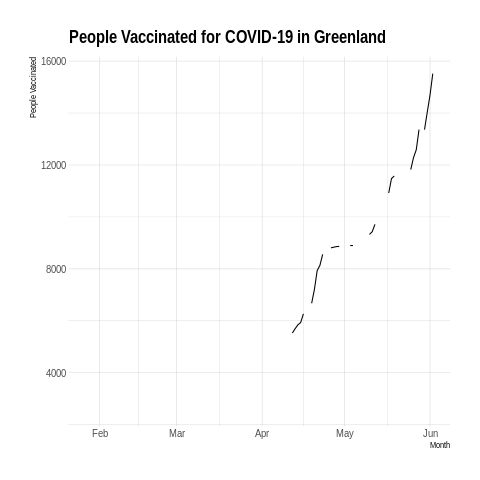 People Vaccinated for COVID-19 in Greenland
People Vaccinated
16000
12000
8000
4000
Feb Mar Apr May Jun
Month